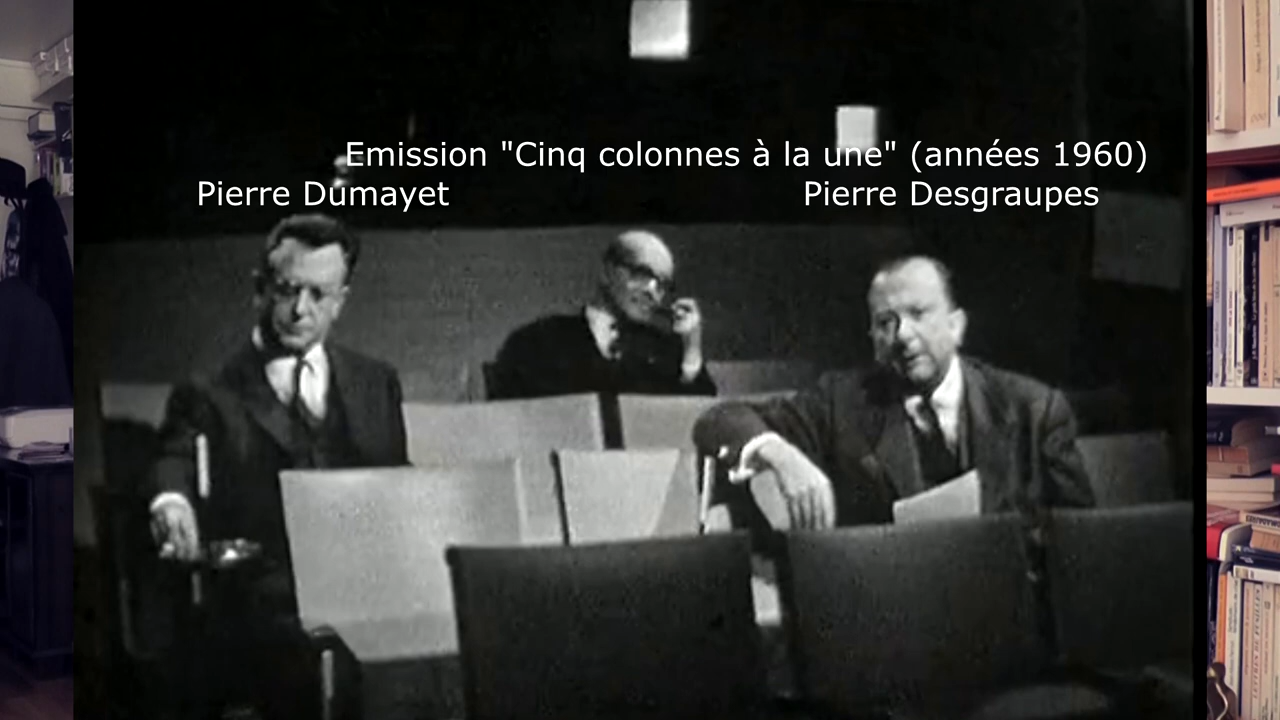 Emission "Cinq colonnes à la une" (années 1960)
Pierre Dumayet
Pierre Desgraupes